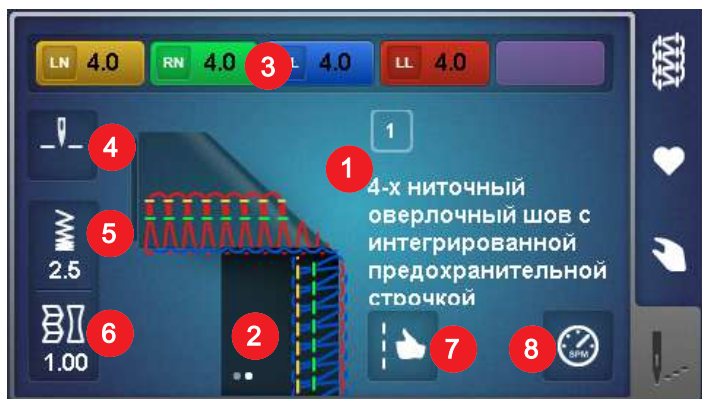 LN 4.0 RN 4.0 3 L 4.0 LL 4.0
4
1
1
4-х ниточный
оверлочный шов с
интегрированной
предохранительной
строчкой
5
2.5
6
1.00
2
7
8
SPM